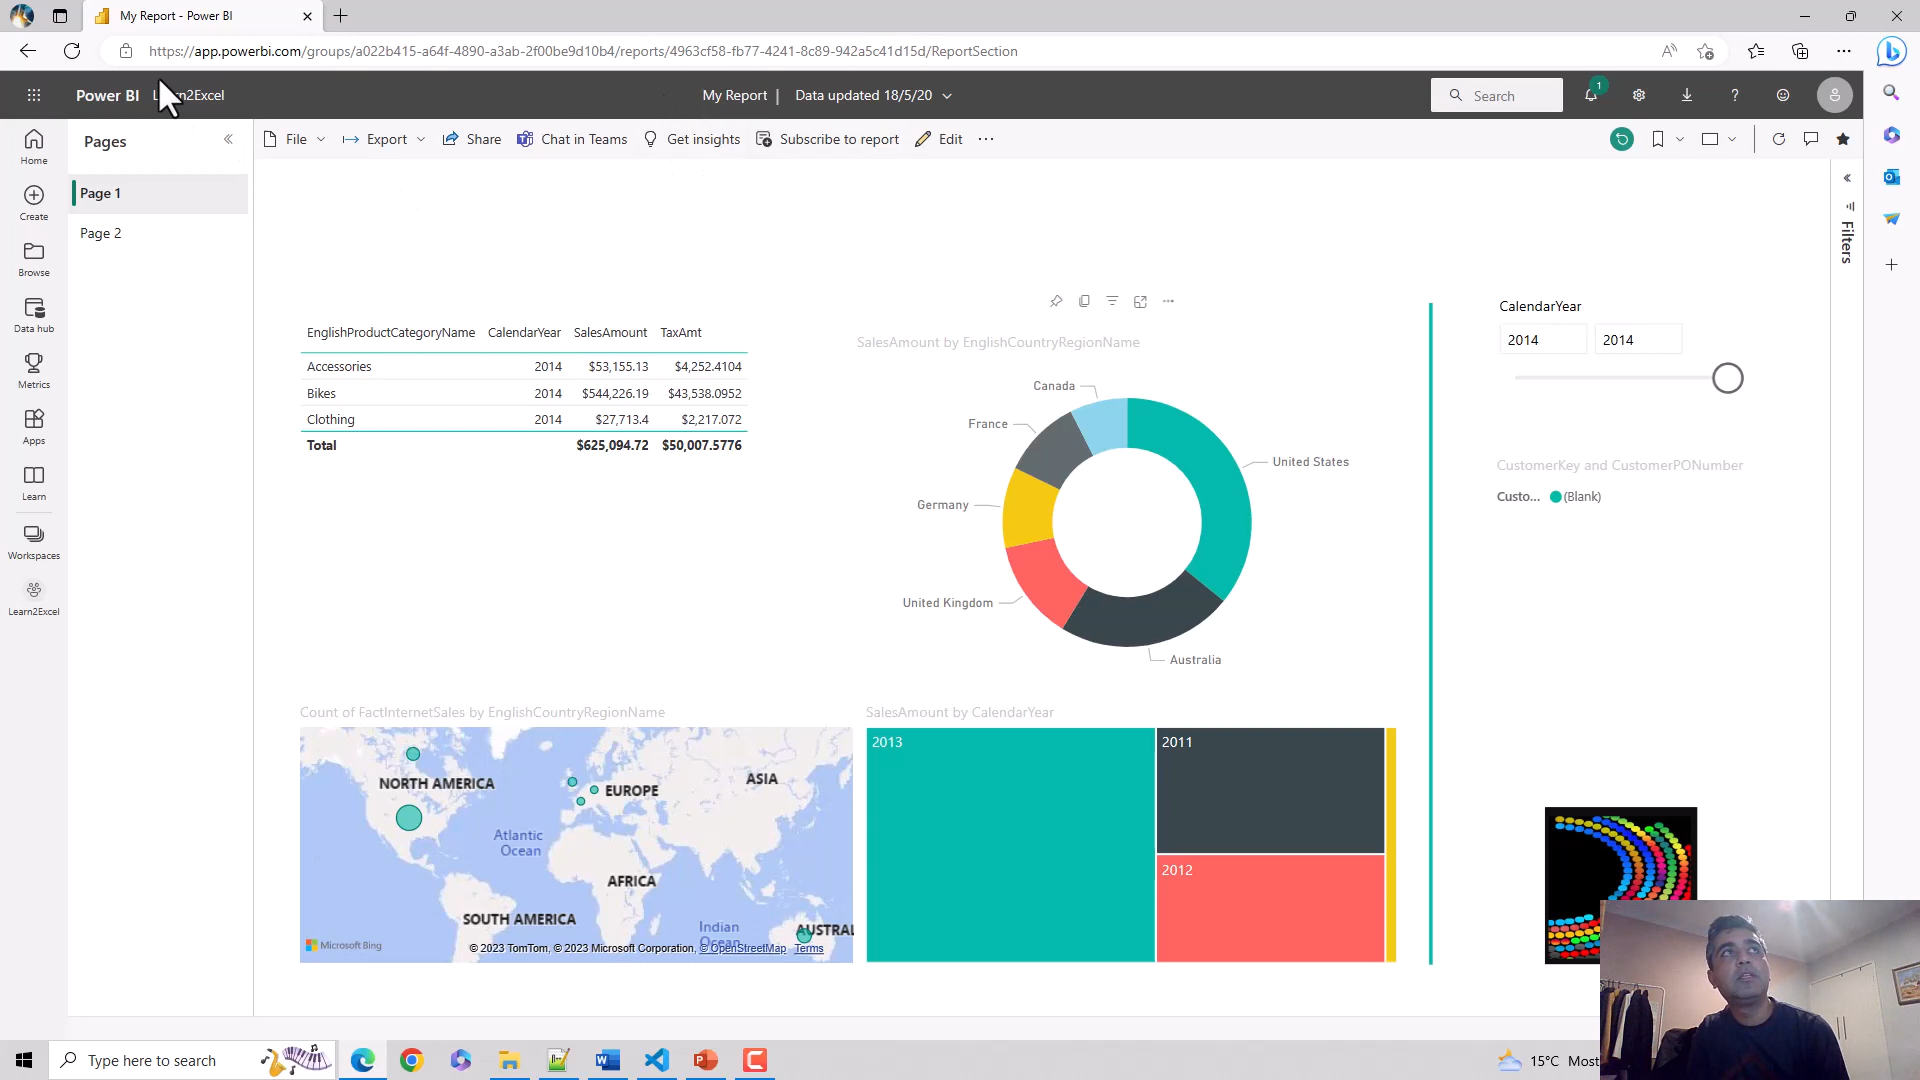 My Report - Power BI
https://app.powerbi.com/groups/a022b415-a64f-4890-a3ab-2f00be9d10b4/reports/4963cf58-fb77-4241-8c89-942a5c41d15d/ReportSection
Power BI
My Report | Data updated 18/5/20
Search
1
Pages
File
Export
Share
Chat in Teams
Get insights
Subscribe to report
Edit
Home
Create
Browse
Data hub
Metrics
Apps
Learn
Workspaces
Learn2Excel
Page 1
Page 2
Filters
EnglishProductCategoryName CalendarYear SalesAmount TaxAmt
Accessories 2014 $53,155.13 $4,252.4104
Bikes 2014 $544,226.19 $43,538.0952
Clothing 2014 $27,713.4 $2,217.072
Total $625,094.72 $50,007.5776
SalesAmount by EnglishCountryRegionName
Canada
France
United States
Germany
United Kingdom
Australia
CalendarYear
2014 2014
CustomerKey and CustomerPONumber
Custo... (Blank)
Count of FactInternetSales by EnglishCountryRegionName
NORTH AMERICA
EUROPE
ASIA
Atlantic
Ocean
AFRICA
SOUTH AMERICA
Indian
Ocean
AUSTRAL
Microsoft Bing
© 2023 TomTom, © 2023 Microsoft Corporation, © OpenStreetMap Terms
SalesAmount by CalendarYear
2013
2011
2012
Type here to search
15°C Most